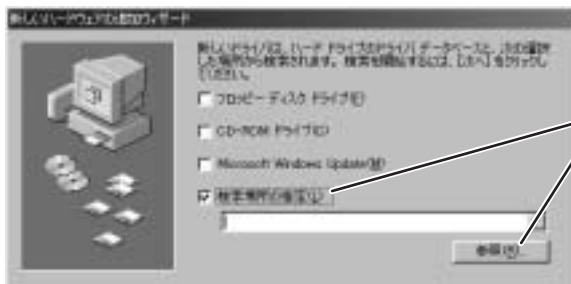 新しいハードウェアの追加ウィザード
新しいドライバは、ハード ドライブのドライバ データベースと、次の選択
した場所から検索されます。検索を開始するには、[次へ] をクリックし
てください。
フロッピー ディスク ドライブ(F)
CD-ROM ドライブ(C)
Microsoft Windows Update(M)
検索場所の指定(L)
参照(R)...